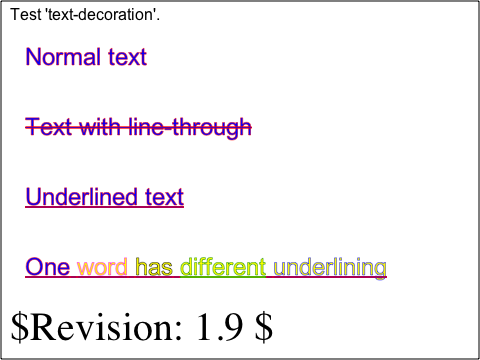 Test 'text-decoration'.
Normal text
Text with line-through
Underlined text
One word has different underlining
$Revision: 1.9 $